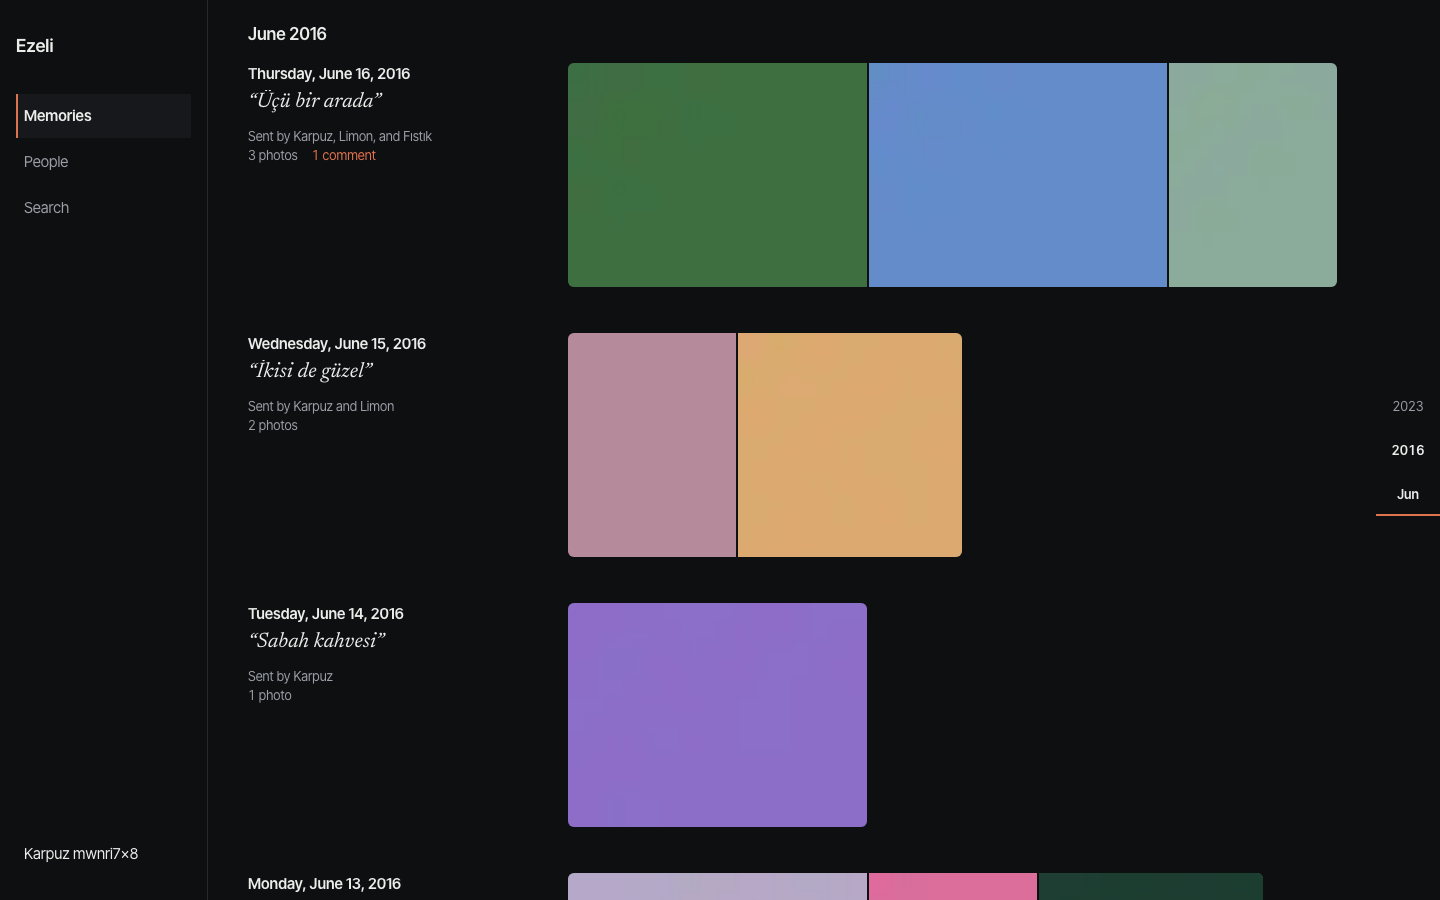 Ezeli
Memories
People
Search
Karpuz mwnri7×8
June 2016
Thursday, June 16, 2016
“Üçü bir arada”
Sent by Karpuz, Limon, and Fıstık
3 photos 1 comment
Wednesday, June 15, 2016
“İkisi de güzel”
Sent by Karpuz and Limon
2 photos
Tuesday, June 14, 2016
“Sabah kahvesi”
Sent by Karpuz
1 photo
Monday, June 13, 2016
2023
2016
Jun